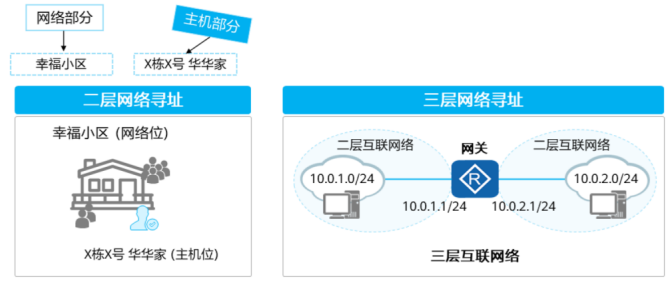 网络部分
主机部分
幸福小区
X栋X号 华华家
二层网络寻址
三层网络寻址
幸福小区 (网络位)
X栋X号 华华家 (主机位)
二层互联网络
网关
二层互联网络
10.0.1.0/24
R
10.0.2.0/24
10.0.1.1/24
10.0.2.1/24
三层互联网络